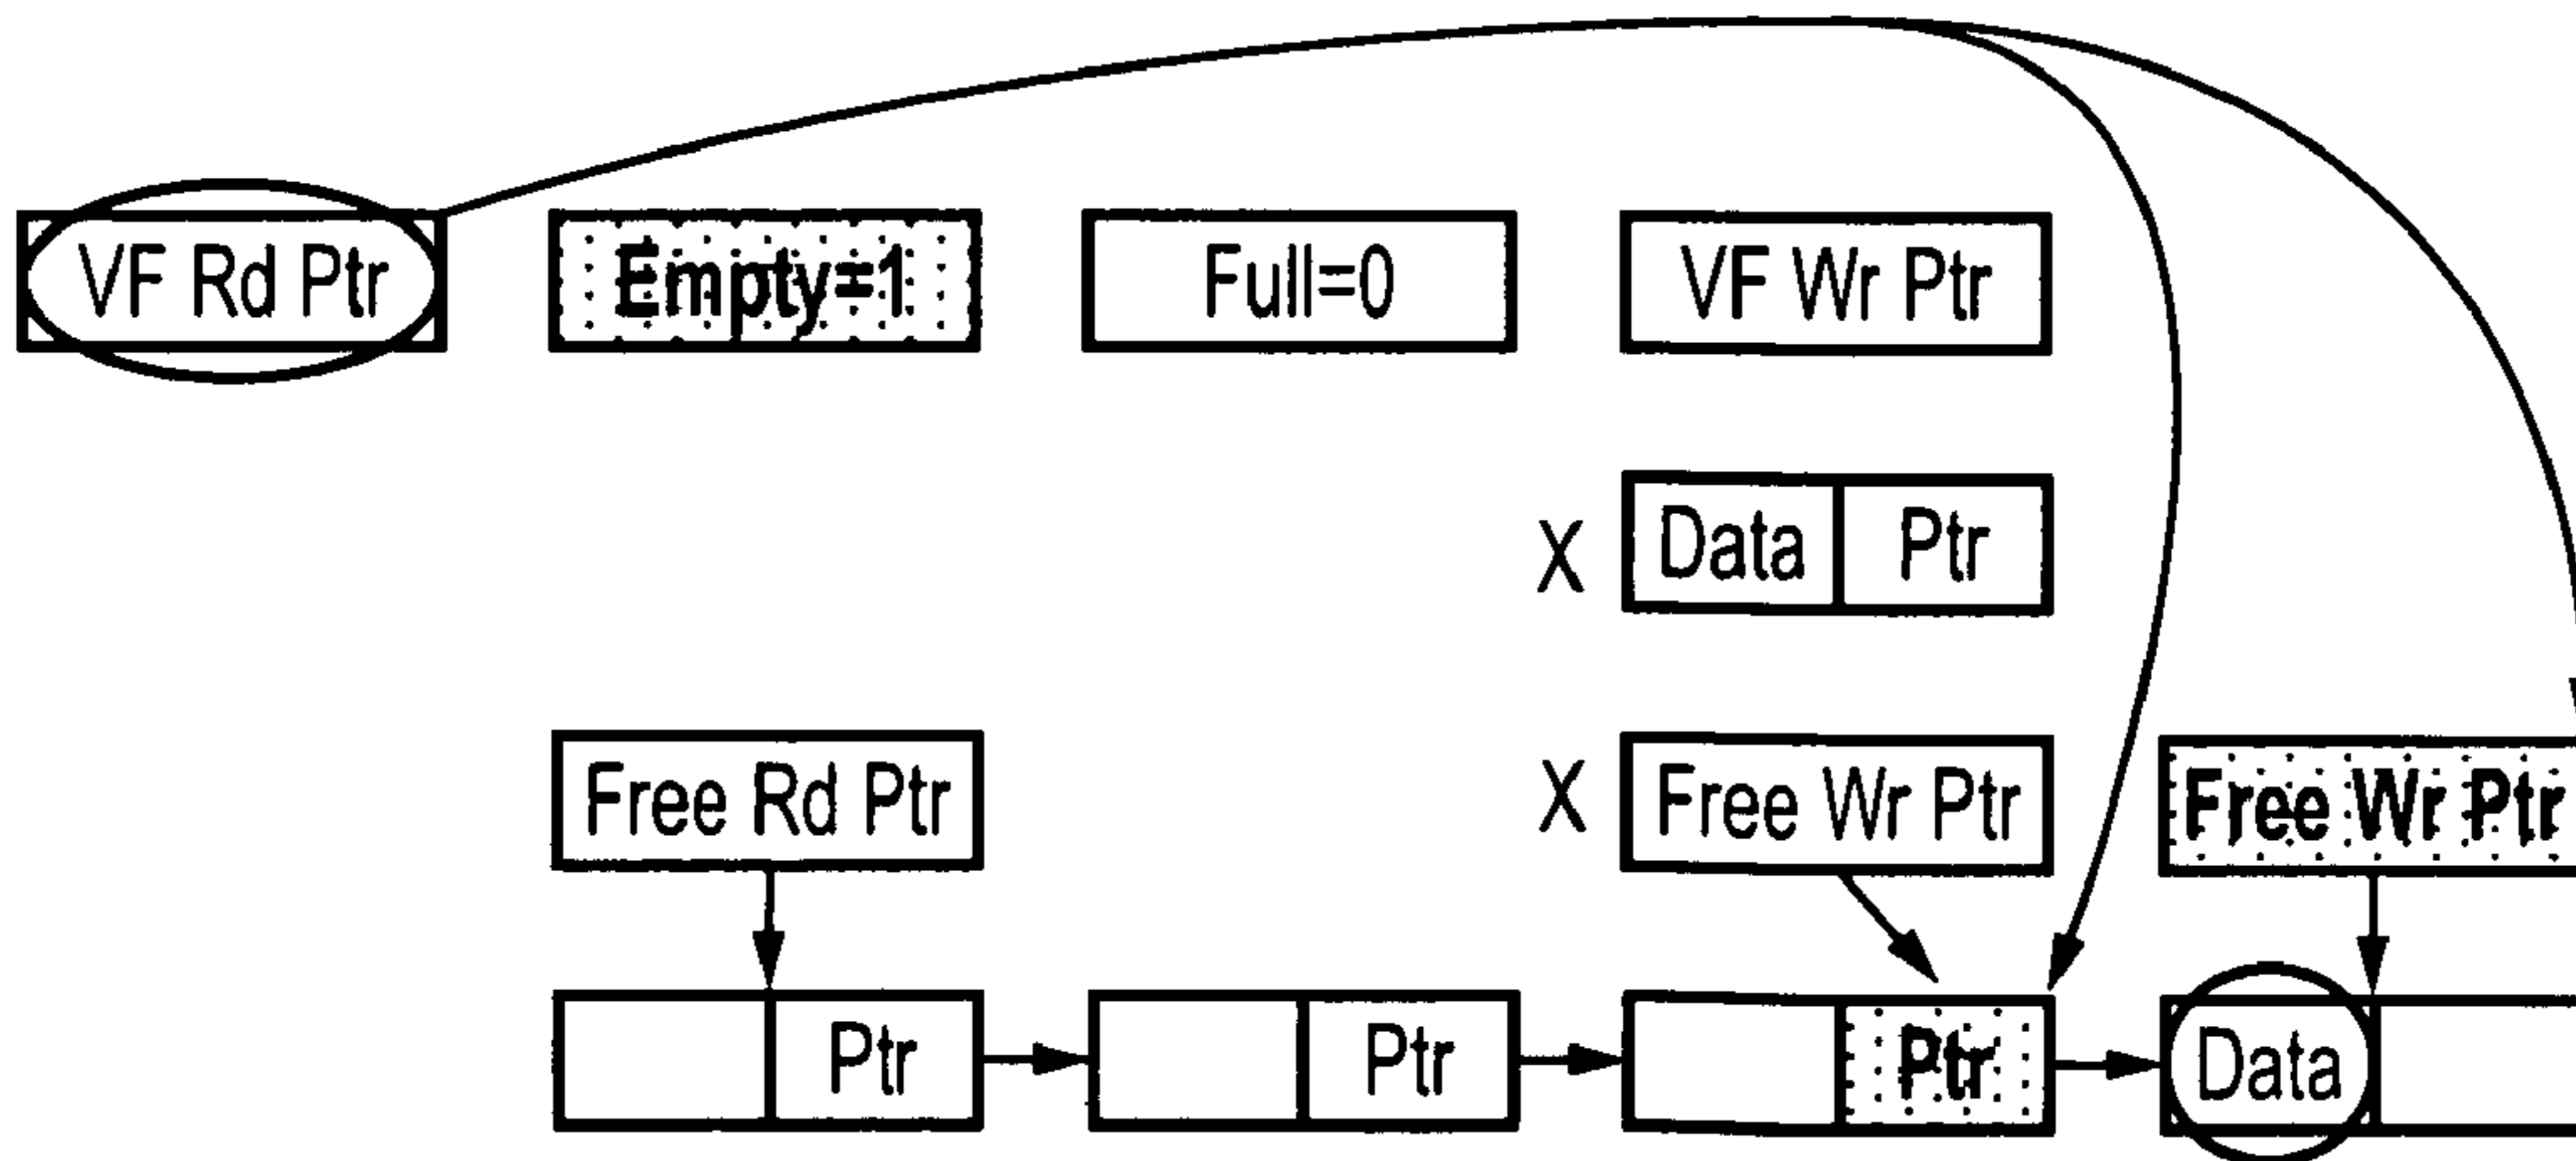 VF Rd Ptr Empty=1 Full=0 VF Wr Ptr
X Data Ptr
Free Rd Ptr X Free Wr Ptr Free Wr Ptr
Ptr Ptr Ptr Data